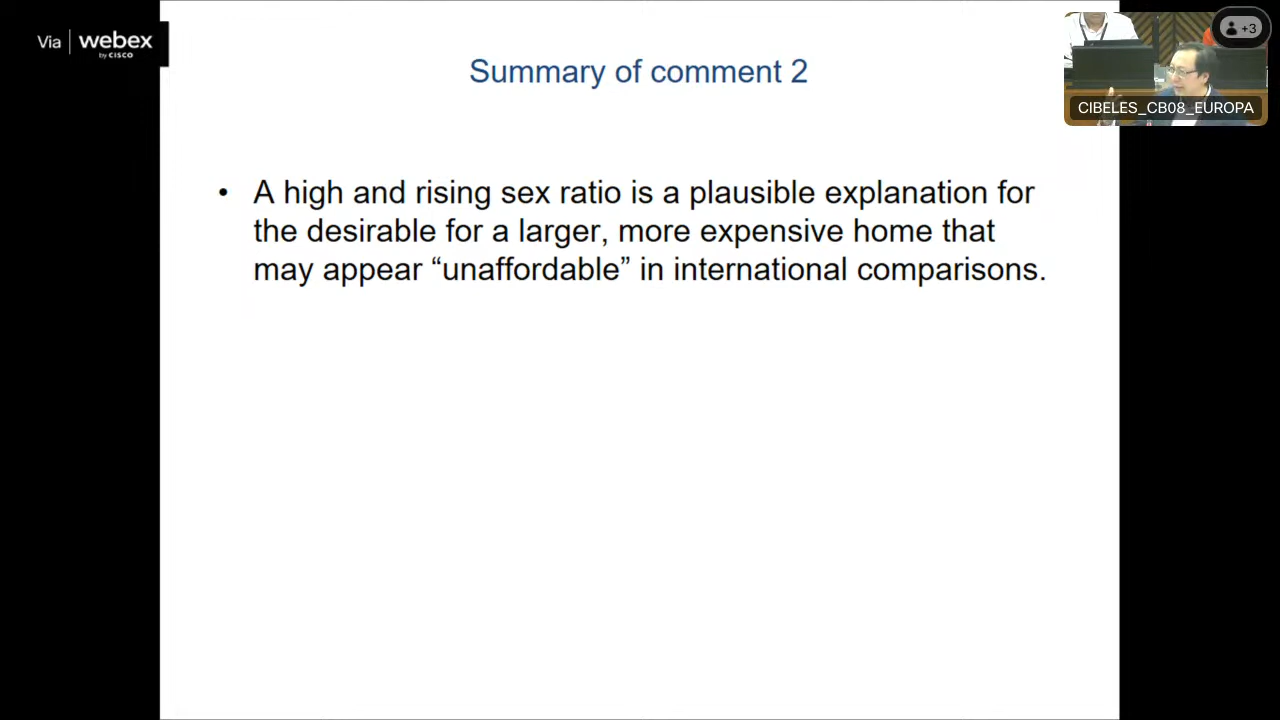 Via webex
by CISCO
+3
CIBELES_CB08_EUROPA
Summary of comment 2
• A high and rising sex ratio is a plausible explanation for
the desirable for a larger, more expensive home that
may appear “unaffordable” in international comparisons.